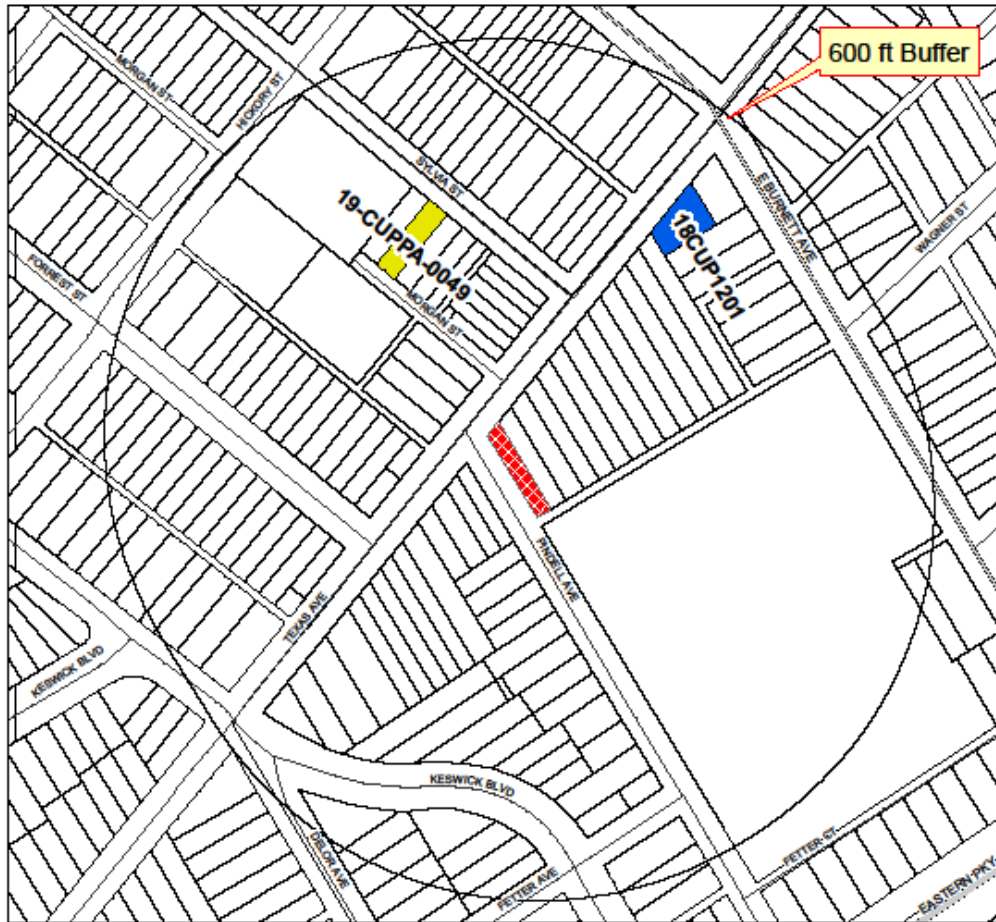 600 ft Buffer
MORGAN ST
HICKORY ST
SYLVIA ST
E BURNETT AVE
WAGNER ST
19-CUPPA-0049
18CUP1201
FORREST ST
MORGAN ST
PINDELL AVE
TEXAS AVE
KESWICK BLVD
KESWICK BLVD
DELOR AVE
FETTER AVE
FETTER CT
EASTERN PKY